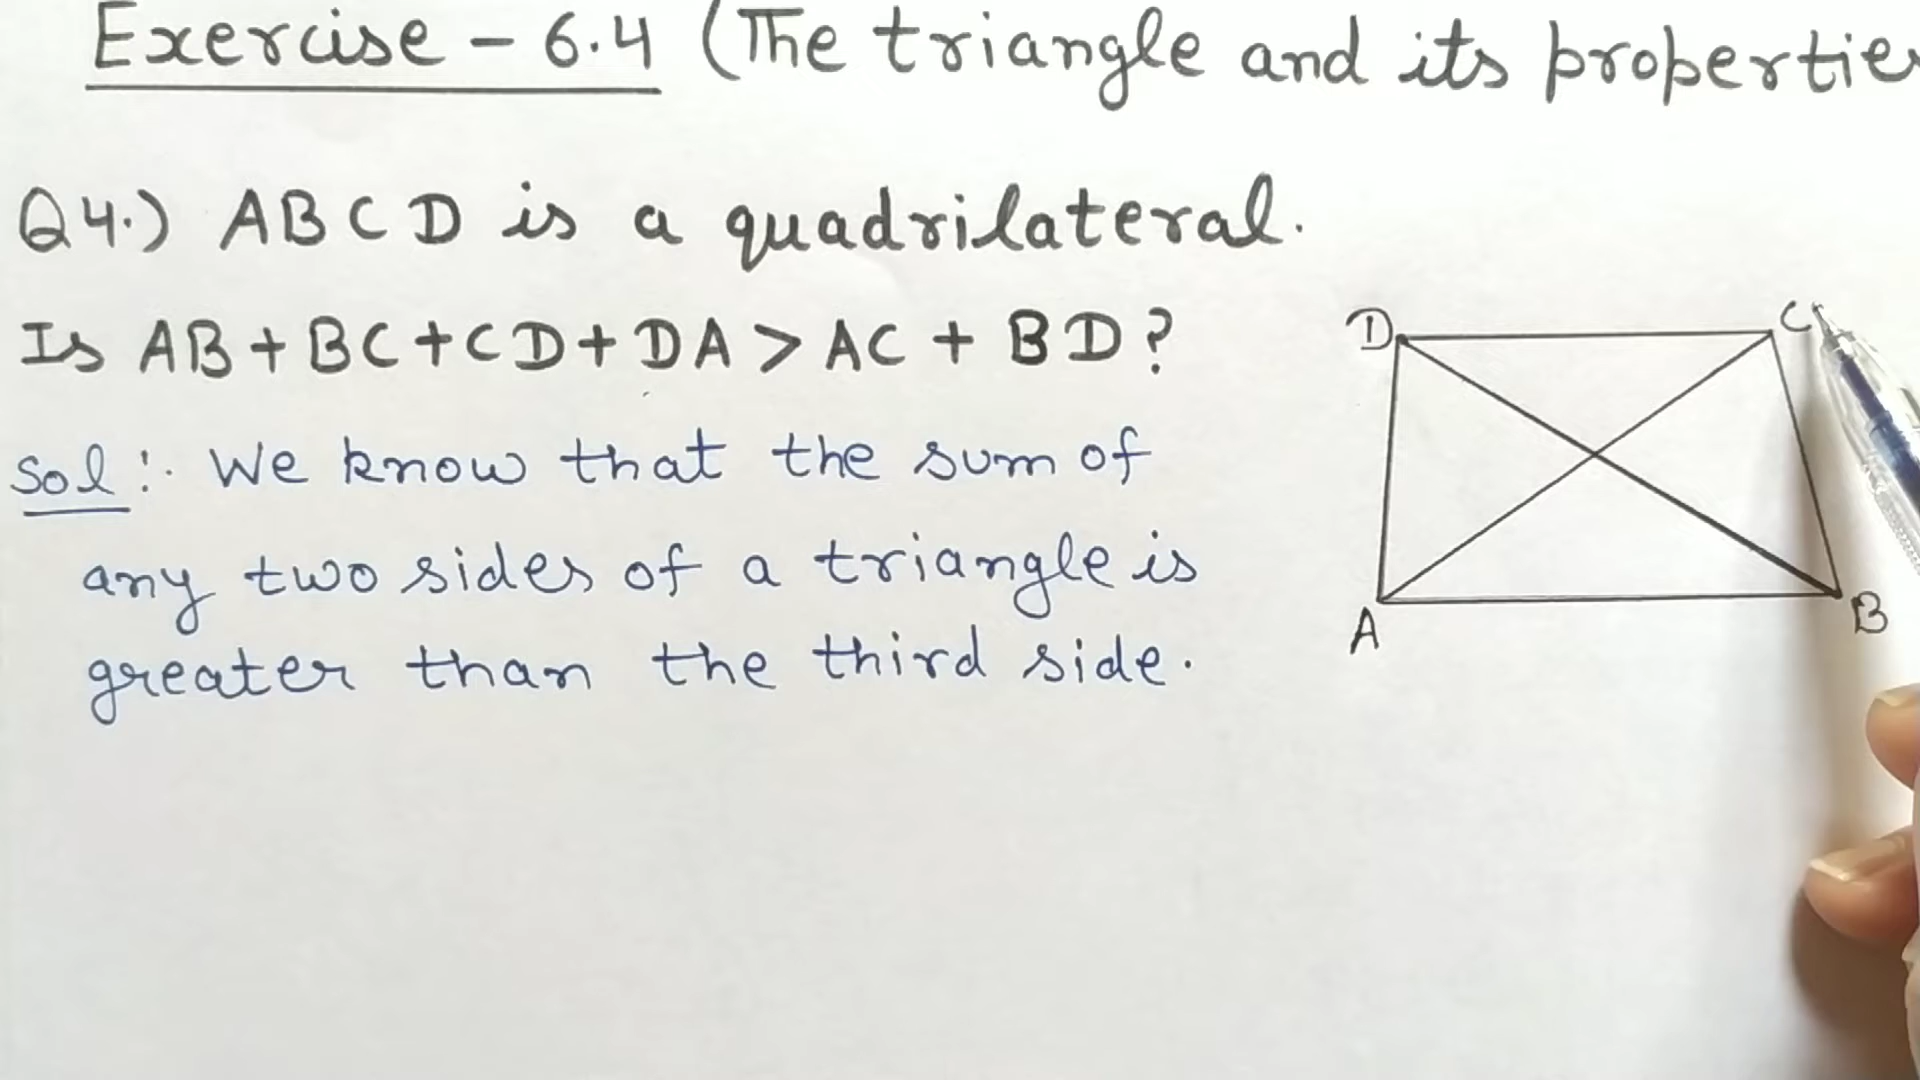 Exercise - 6.4 (The triangle and its properties
Q4.) ABCD is a quadrilateral.
Is AB + BC + CD + DA > AC + BD?
Sol:- We know that the sum of
any two sides of a triangle is
greater than the third side.
D
C
A
B